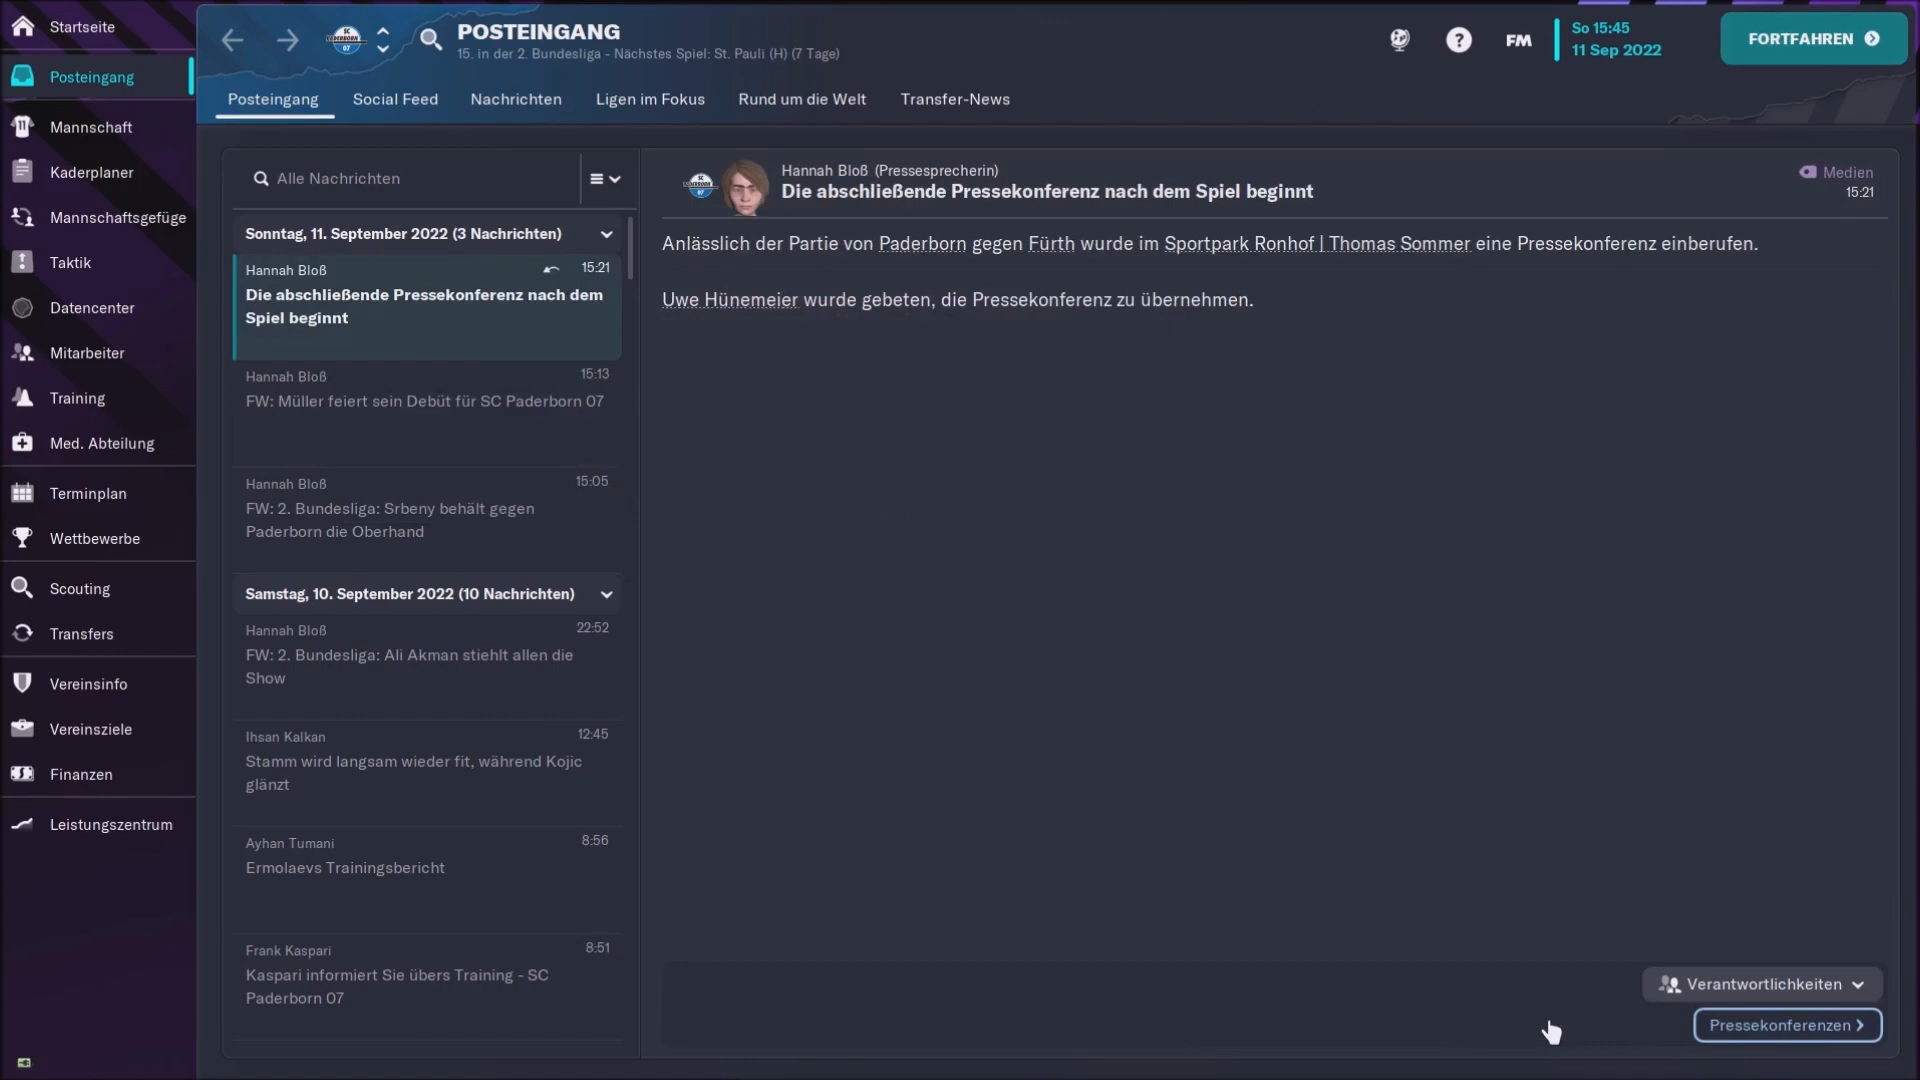 Startseite
Posteingang
Mannschaft
Kaderplaner
Mannschaftsgefüge
Taktik
Datencenter
Mitarbeiter
Training
Med. Abteilung
Terminplan
Wettbewerbe
Scouting
Transfers
Vereinsinfo
Vereinsziele
Finanzen
Leistungszentrum
POSTEINGANG
15. in der 2. Bundesliga - Nächstes Spiel: St. Pauli (H) (7 Tage)
FM
So 15:45
11 Sep 2022
FORTFAHREN
Posteingang Social Feed Nachrichten Ligen im Fokus Rund um die Welt Transfer-News
Alle Nachrichten
Sonntag, 11. September 2022 (3 Nachrichten)
Hannah Bloß 15:21
Die abschließende Pressekonferenz nach dem
Spiel beginnt
Hannah Bloß 15:13
FW: Müller feiert sein Debüt für SC Paderborn 07
Hannah Bloß 15:05
FW: 2. Bundesliga: Srbeny behält gegen
Paderborn die Oberhand
Samstag, 10. September 2022 (10 Nachrichten)
Hannah Bloß 22:52
FW: 2. Bundesliga: Ali Akman stiehlt allen die
Show
Ihsan Kalkan 12:45
Stamm wird langsam wieder fit, während Kojic
glänzt
Ayhan Tumani 8:56
Ermolaevs Trainingsbericht
Frank Kaspari 8:51
Kaspari informiert Sie übers Training - SC
Paderborn 07
Hannah Bloß (Pressesprecherin)
Die abschließende Pressekonferenz nach dem Spiel beginnt
Medien
15:21
Anlässlich der Partie von Paderborn gegen Fürth wurde im Sportpark Ronhof | Thomas Sommer eine Pressekonferenz einberufen.
Uwe Hünemeier wurde gebeten, die Pressekonferenz zu übernehmen.
Verantwortlichkeiten
Pressekonferenzen